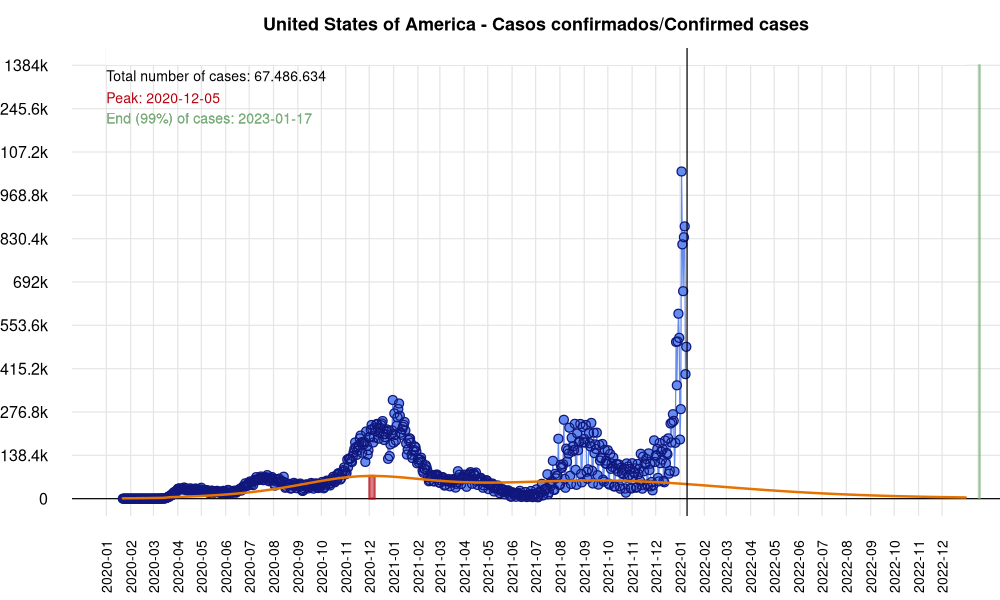 United States of America - Casos confirmados/Confirmed cases
Total number of cases: 67.486.634
Peak: 2020-12-05
End (99%) of cases: 2023-01-17
1384k
245.6k
107.2k
968.8k
830.4k
692k
553.6k
415.2k
276.8k
138.4k
0
2020-01
2020-02
2020-03
2020-04
2020-05
2020-06
2020-07
2020-08
2020-09
2020-10
2020-11
2020-12
2021-01
2021-02
2021-03
2021-04
2021-05
2021-06
2021-07
2021-08
2021-09
2021-10
2021-11
2021-12
2022-01
2022-02
2022-03
2022-04
2022-05
2022-06
2022-07
2022-08
2022-09
2022-10
2022-11
2022-12